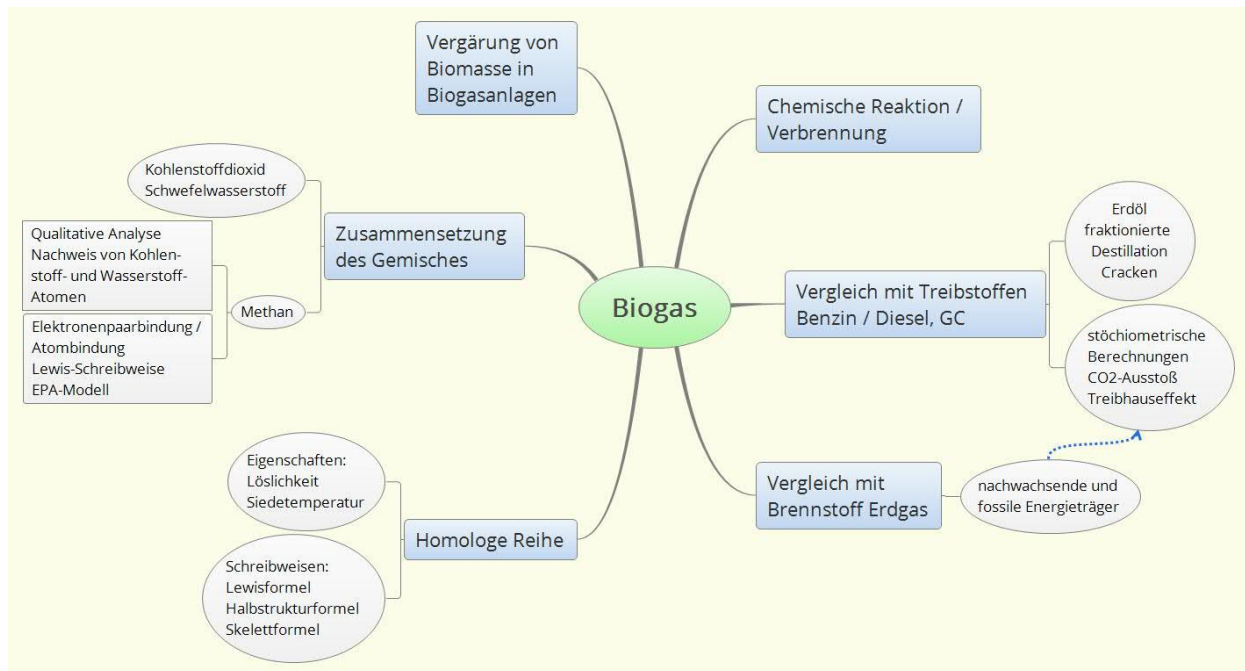 Vergärung von
Biomasse in
Biogasanlagen
Chemische Reaktion /
Verbrennung
Kohlenstoffdioxid
Schwefelwasserstoff
Qualitative Analyse
Nachweis von Kohlen-
stoff- und Wasserstoff-
Atomen
Methan
Elektronenpaarbindung /
Atombindung
Lewis-Schreibweise
EPA-Modell
Zusammensetzung
des Gemisches
Biogas
Vergleich mit Treibstoffen
Benzin / Diesel, GC
Erdöl
fraktionierte
Destillation
Cracken
stöchiometrische
Berechnungen
CO2-Ausstoß
Treibhauseffekt
Eigenschaften:
Löslichkeit
Siedetemperatur
Homologe Reihe
Schreibweisen:
Lewisformel
Halbstrukturformel
Skelettformel
Vergleich mit
Brennstoff Erdgas
nachwachsende und
fossile Energieträger